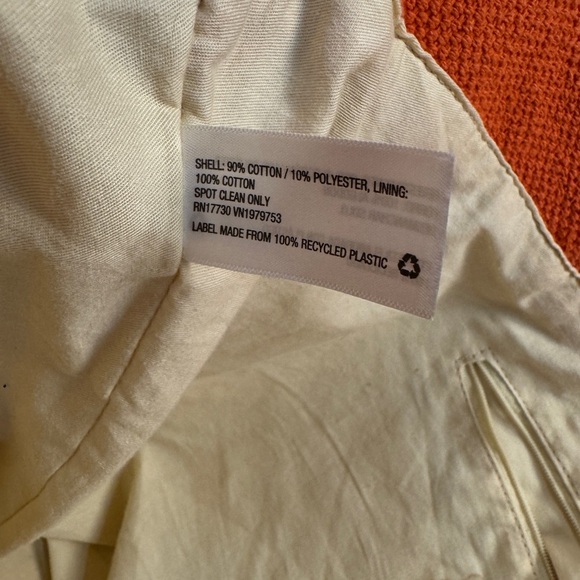 SHELL: 90% COTTON / 10% POLYESTER, LINING:
100% COTTON
SPOT CLEAN ONLY
RN17730 VN1979753
LABEL MADE FROM 100% RECYCLED PLASTIC